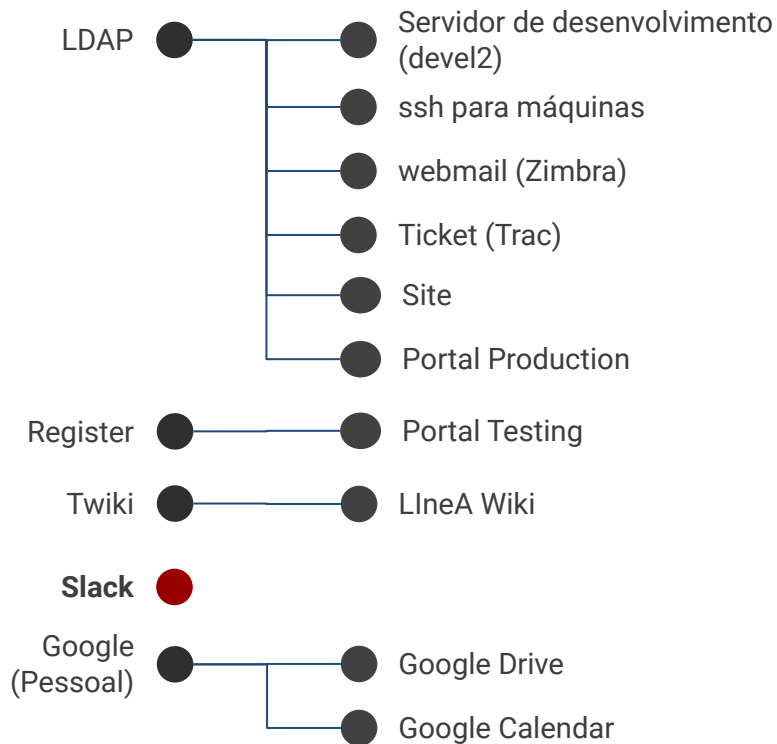 LDAP
Servidor de desenvolvimento
(devel2)
ssh para máquinas
webmail (Zimbra)
Ticket (Trac)
Site
Portal Production
Register
Portal Testing
Twiki
LIneA Wiki
Slack
Google
(Pessoal)
Google Drive
Google Calendar